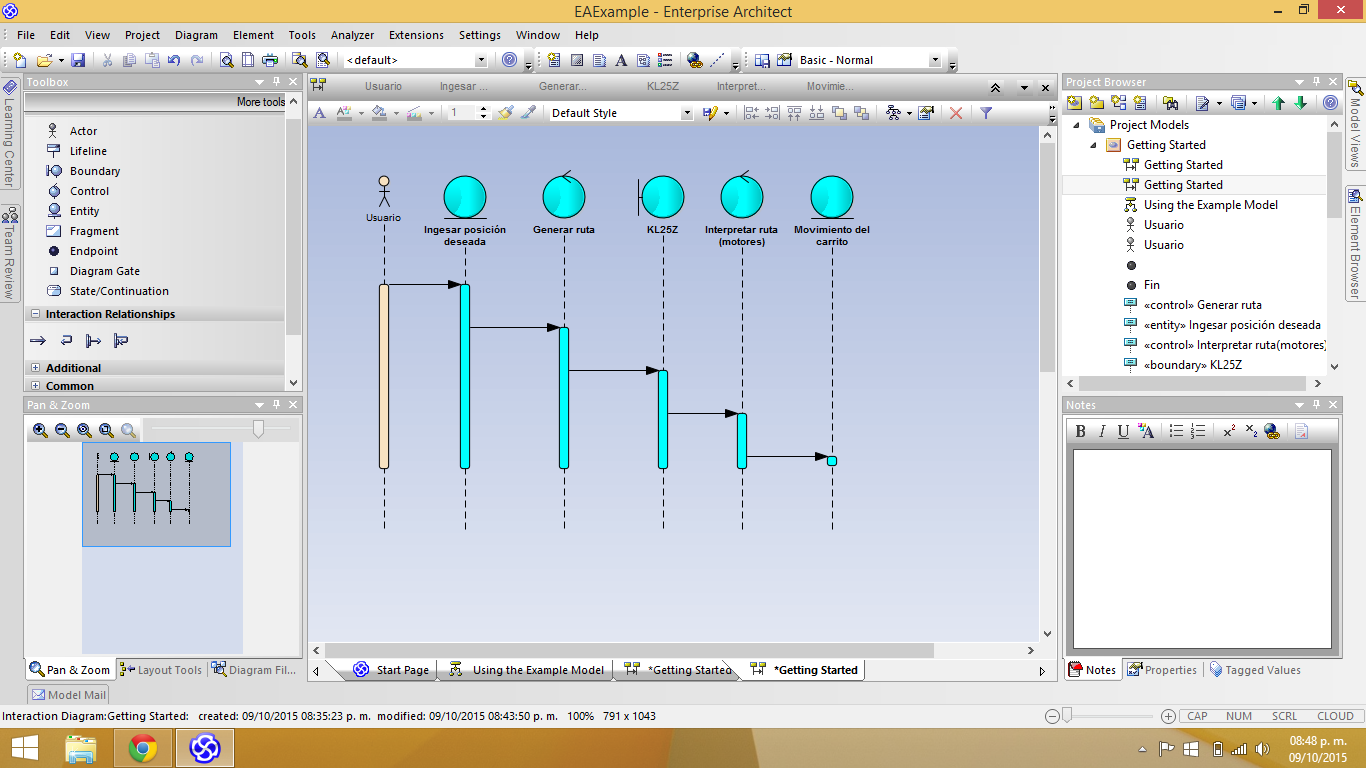 EAExample - Enterprise Architect
File Edit View Project Diagram Element Tools Analyzer Extensions Settings Window Help
<default>
Basic - Normal
Learning Center
Team Review
Toolbox
More tools
Actor
Lifeline
Boundary
Control
Entity
Fragment
Endpoint
Diagram Gate
State/Continuation
Interaction Relationships
Additional
Common
Pan & Zoom
Pan & Zoom Layout Tools Diagram Fil...
Model Mail
Usuario Ingesar ... Generar... KL25Z Interpret... Movimie...
1 Default Style
Usuario
Ingesar posición
deseada
Generar ruta
KL25Z
Interpretar ruta
(motores)
Movimiento del
carrito
Start Page Using the Example Model *Getting Started *Getting Started
Project Browser
Project Models
Getting Started
Getting Started
Getting Started
Using the Example Model
Usuario
Usuario
Fin
«control» Generar ruta
«entity» Ingesar posición deseada
«control» Interpretar ruta(motores)
«boundary» KL25Z
Model Views
Element Browser
Notes
B I U A x² x₂
Notes Properties Tagged Values
Interaction Diagram:Getting Started: created: 09/10/2015 08:35:23 p. m. modified: 09/10/2015 08:43:50 p. m. 100% 791 x 1043
CAP NUM SCRL CLOUD
08:48 p. m.
09/10/2015